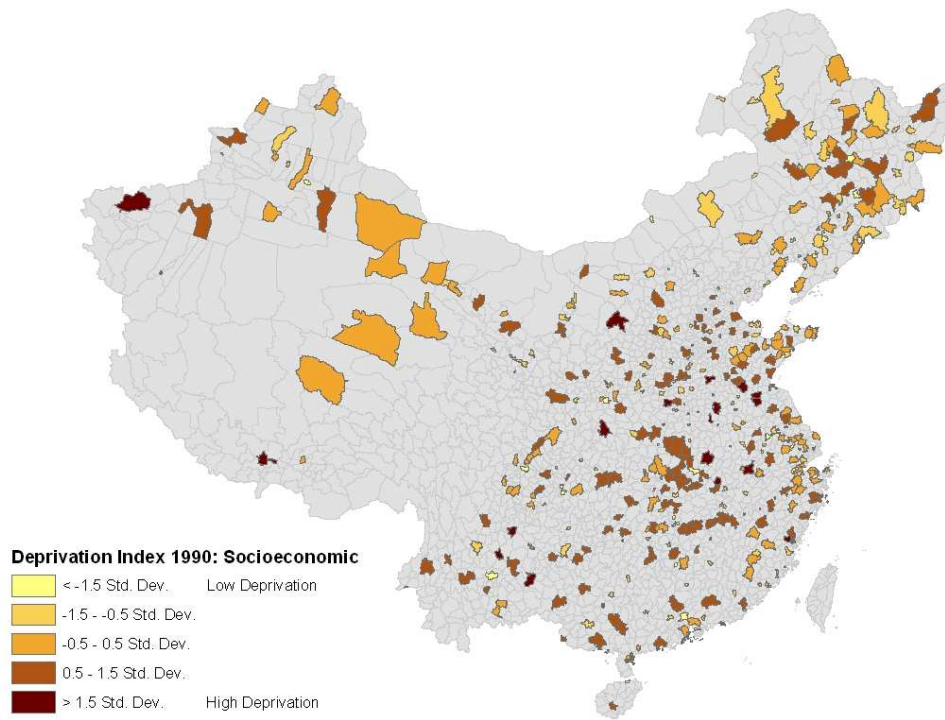 Deprivation Index 1990: Socioeconomic
< -1.5 Std. Dev. Low Deprivation
-1.5 - -0.5 Std. Dev.
-0.5 - 0.5 Std. Dev.
0.5 - 1.5 Std. Dev.
> 1.5 Std. Dev. High Deprivation